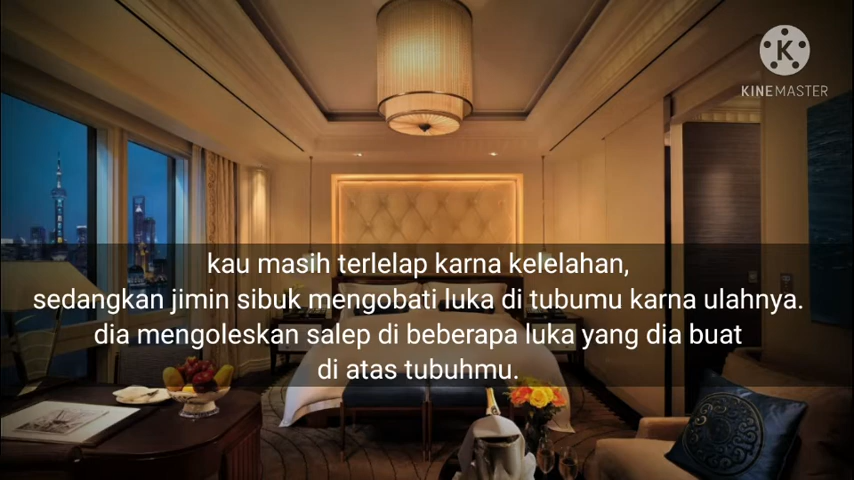 KINEMASTER
kau masih terlelap karna kelelahan,
sedangkan jimin sibuk mengobati luka di tubumu karna ulahnya.
dia mengoleskan salep di beberapa luka yang dia buat
di atas tubuhmu.